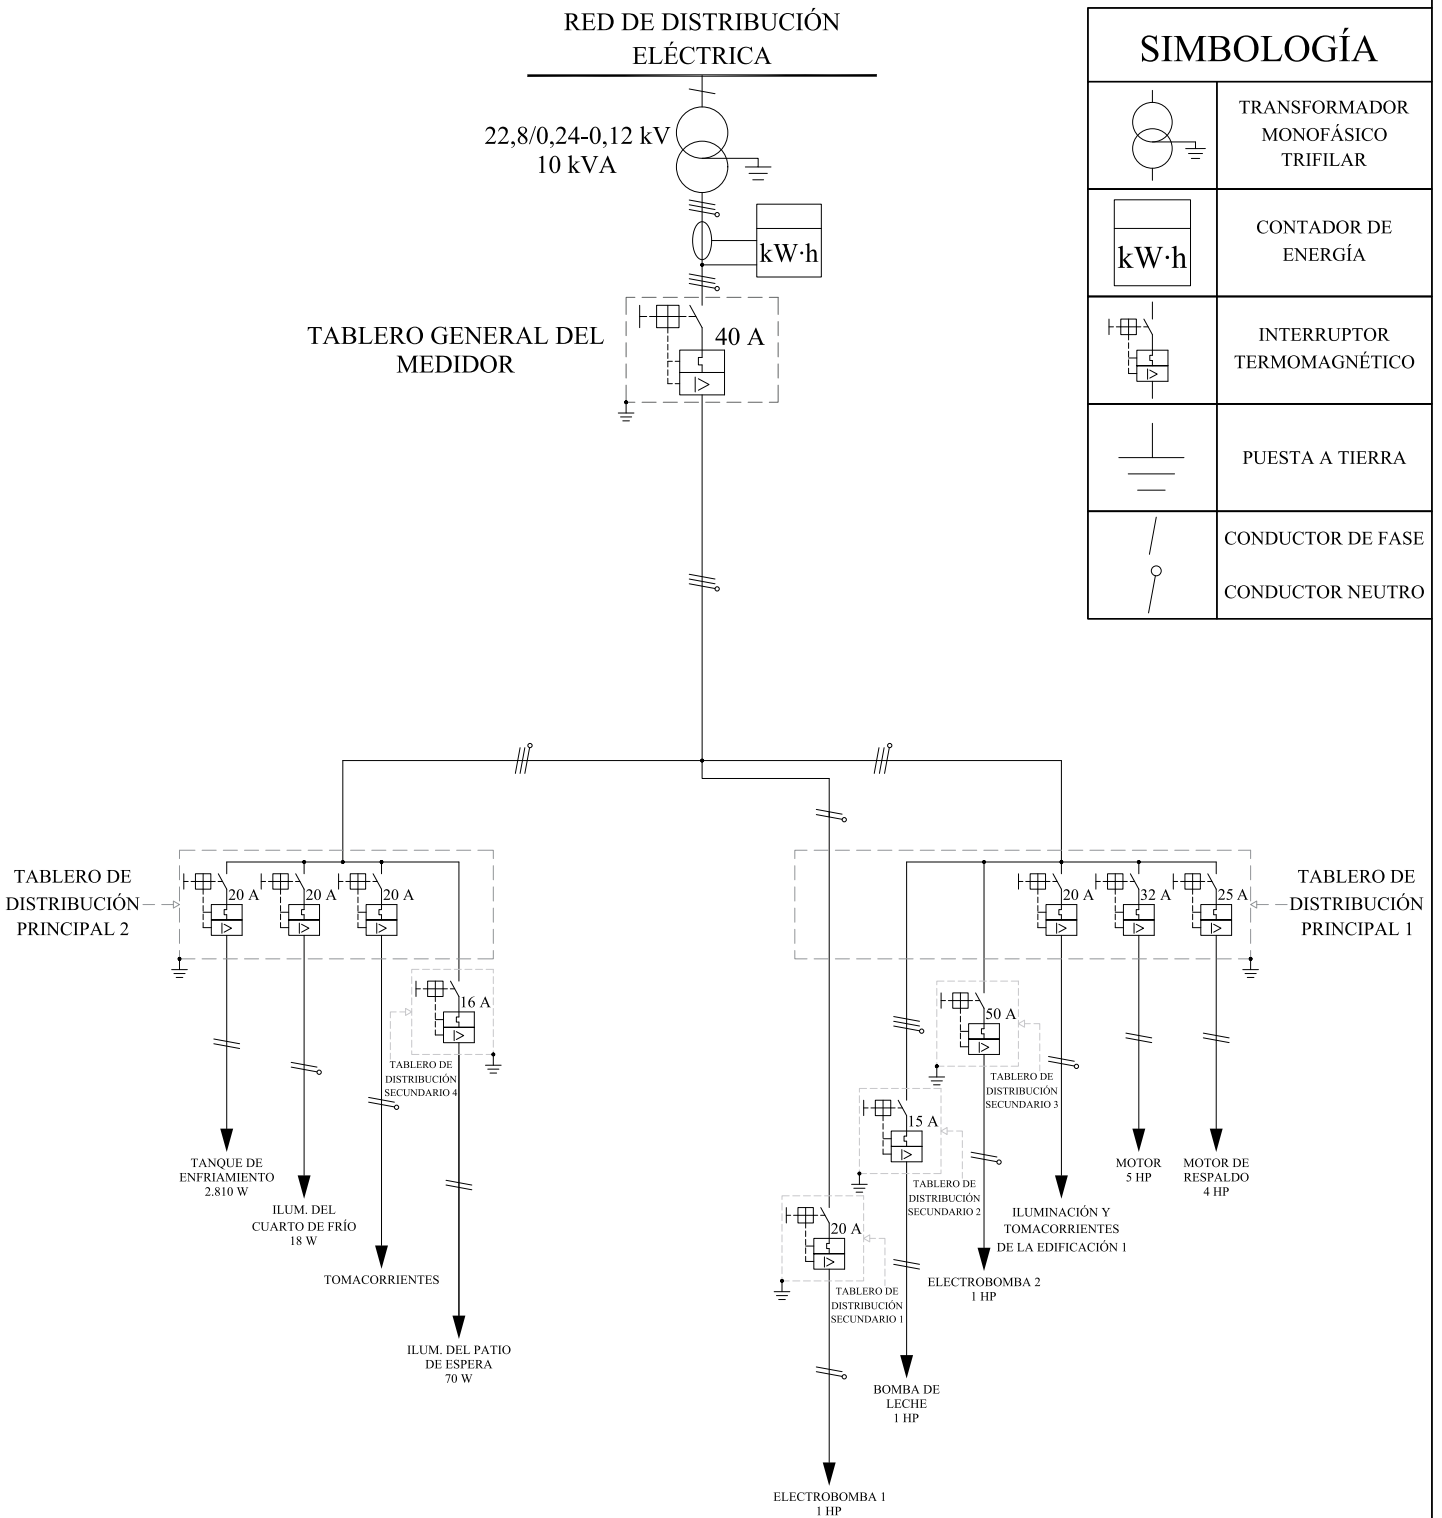 RED DE DISTRIBUCIÓN
ELÉCTRICA
22,8/0,24-0,12 kV
10 kVA
kW·h
TABLERO GENERAL DEL
MEDIDOR
40 A
SIMBOLOGÍA
TRANSFORMADOR
MONOFÁSICO
TRIFILAR
kW·h
CONTADOR DE
ENERGÍA
INTERRUPTOR
TERMOMAGNÉTICO
PUESTA A TIERRA
CONDUCTOR DE FASE
CONDUCTOR NEUTRO
TABLERO DE
DISTRIBUCIÓN
PRINCIPAL 2
20 A
20 A
20 A
16 A
TABLERO DE
DISTRIBUCIÓN
SECUNDARIO 4
TANQUE DE
ENFRIAMIENTO
2.810 W
ILUM. DEL
CUARTO DE FRÍO
18 W
TOMACORRIENTES
ILUM. DEL PATIO
DE ESPERA
70 W
TABLERO DE
DISTRIBUCIÓN
PRINCIPAL 1
20 A
32 A
25 A
50 A
TABLERO DE
DISTRIBUCIÓN
SECUNDARIO 3
15 A
TABLERO DE
DISTRIBUCIÓN
SECUNDARIO 2
20 A
TABLERO DE
DISTRIBUCIÓN
SECUNDARIO 1
MOTOR
5 HP
MOTOR DE
RESPALDO
4 HP
ILUMINACIÓN Y
TOMACORRIENTES
DE LA EDIFICACIÓN 1
ELECTROBOMBA 2
1 HP
BOMBA DE
LECHE
1 HP
ELECTROBOMBA 1
1 HP